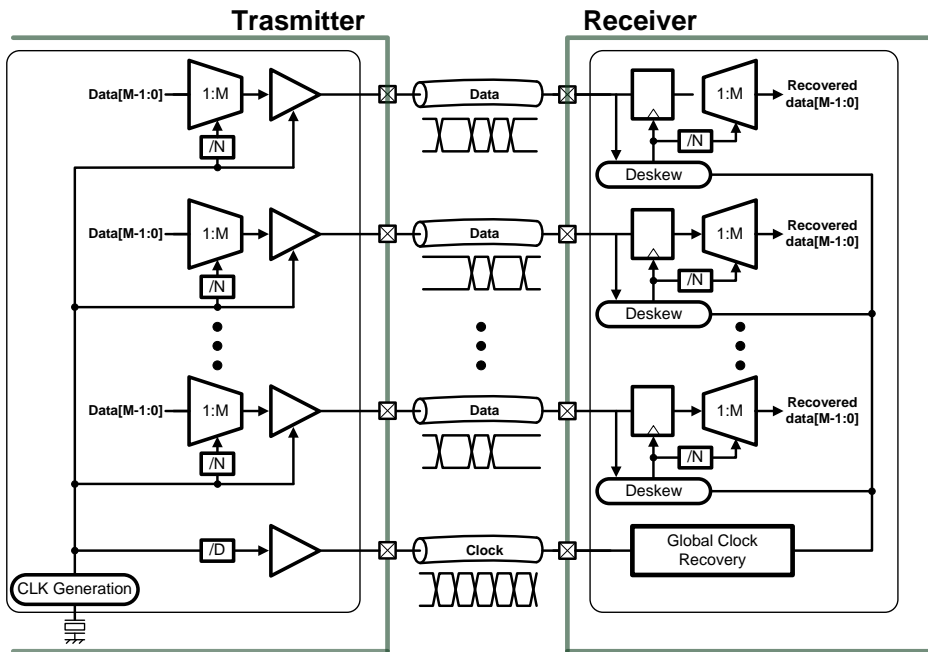 Trasmitter
Receiver
Data[M-1:0]
1:M
/N
Data
1:M
/N
Deskew
Recovered
data[M-1:0]
Data[M-1:0]
1:M
/N
Data
1:M
/N
Deskew
Recovered
data[M-1:0]
Data[M-1:0]
1:M
/N
Data
1:M
/N
Deskew
Recovered
data[M-1:0]
/D
Clock
Global Clock
Recovery
CLK Generation